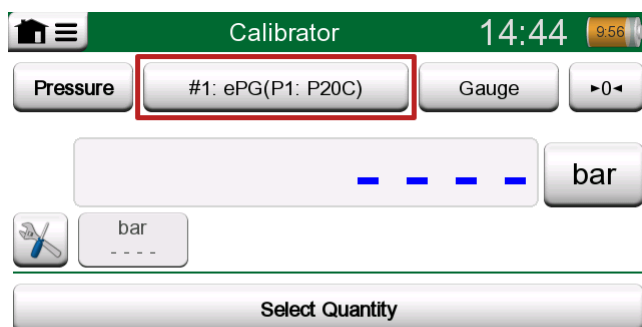 Calibrator 14:44 9:56
Pressure #1: ePG(P1: P20C) Gauge ►0◄
- - - - bar
bar
- - - -
Select Quantity